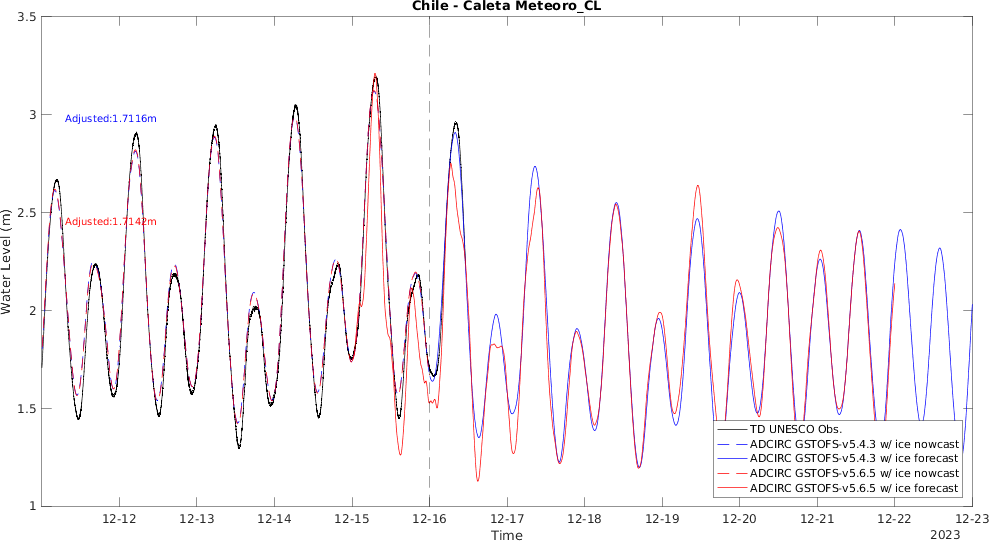 Chile - Caleta Meteoro_CL
3.5
3
2.5
2
1.5
1
Water Level (m)
Adjusted:1.7116m
Adjusted:1.7142m
TD UNESCO Obs.
ADCIRC GSTOFS-v5.4.3 w/ ice nowcast
ADCIRC GSTOFS-v5.4.3 w/ ice forecast
ADCIRC GSTOFS-v5.6.5 w/ ice nowcast
ADCIRC GSTOFS-v5.6.5 w/ ice forecast
12-12 12-13 12-14 12-15 12-16 12-17 12-18 12-19 12-20 12-21 12-22 12-23
Time
2023